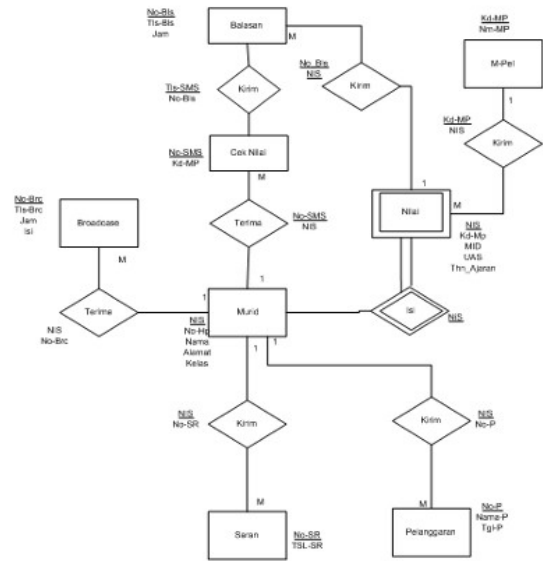 No-Bls
Tls-Bls
Jam
Balasan
M
Kd-MP
Nm-MP
M-Pel
1
Tls-SMS
No-Bls
Kirim
No_Bls
NIS
Kirim
Kd-MP
NIS
Kirim
No-SMS
Kd-MP
Cek Nilai
M
No-Brc
Tls-Brc
Jam
Isi
Broadcase
M
Terima
No-SMS
NIS
1
Nilai
M
NIS
Kd-Mp
MID
UAS
Thn_Ajaran
1
Terima
NIS
No-Brc
1
Murid
NIS
No-Hp
Nama
Alamat
Kelas
1
1
Isi
NIS
NIS
No-SR
Kirim
Kirim
NIS
No-P
M
Saran
No-SR
TSL-SR
M
Pelanggaran
No-P
Nama-P
Tgl-P